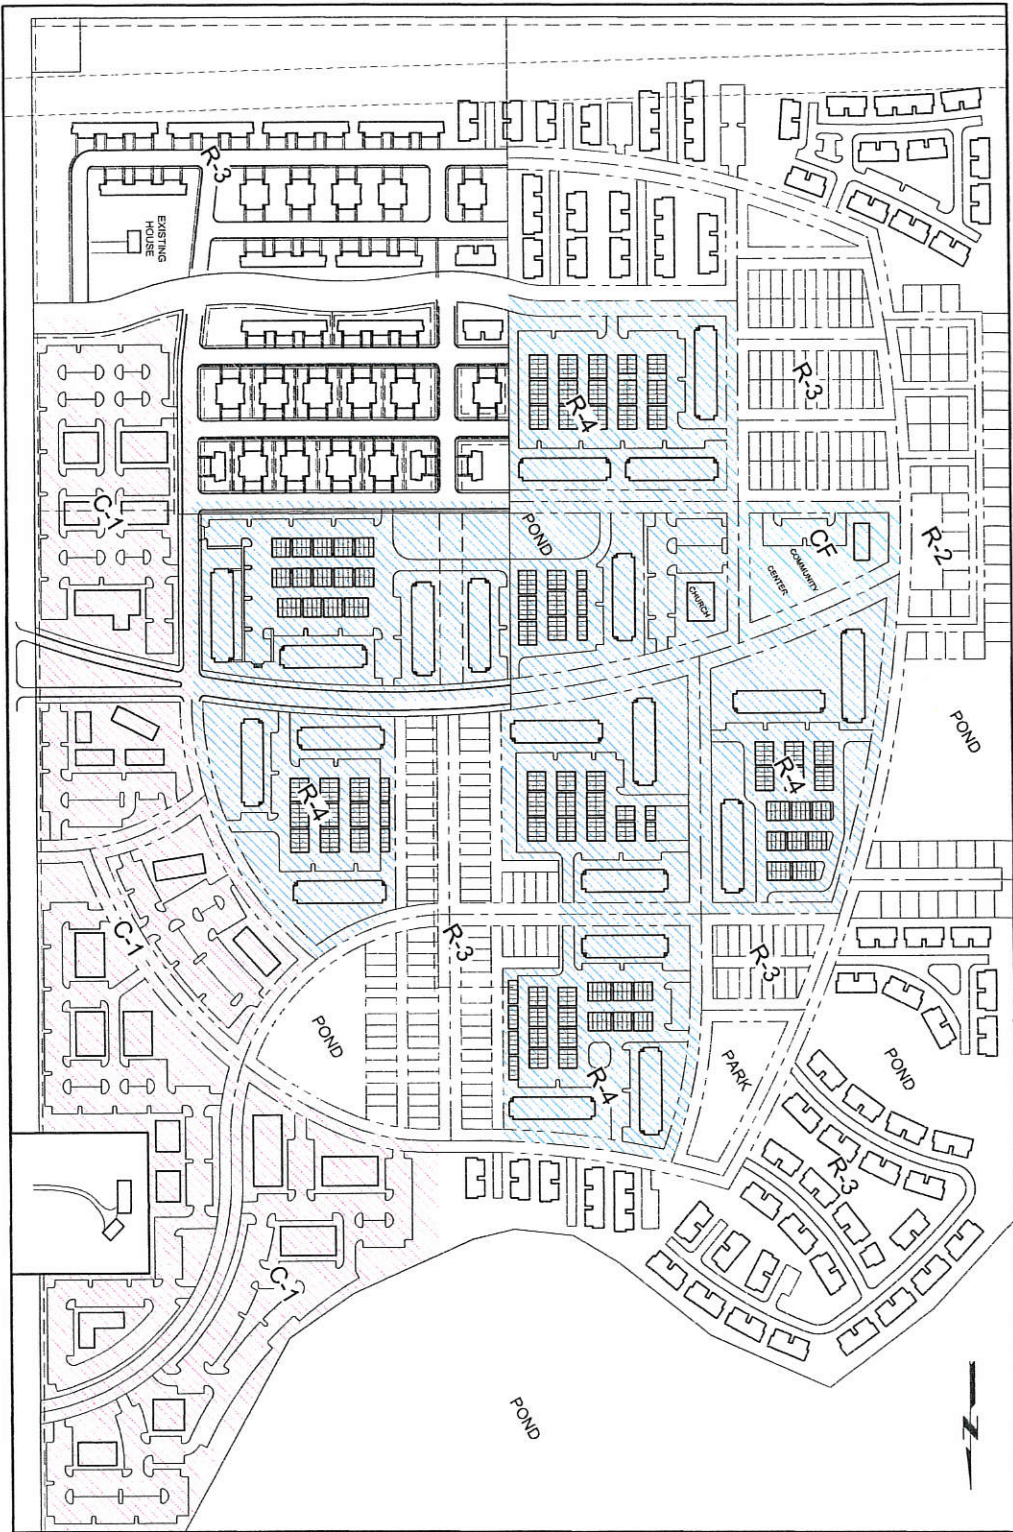 R-3
EXISTING
HOUSE
R-3
R-4
C-1
POND
CF
COMMUNITY
CENTER
R-2
CHURCH
POND
R-4
R-4
C-1
R-3
R-3
POND
POND
PARK
R-4
R-3
C-1
POND
N